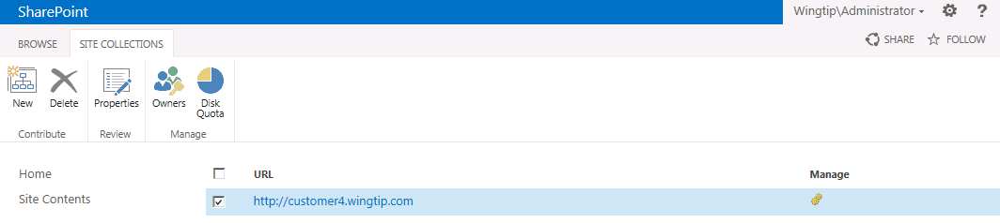 SharePoint
Wingtip\Administrator
?
BROWSE
SITE COLLECTIONS
SHARE
FOLLOW
New
Delete
Properties
Owners
Disk
Quota
Contribute
Review
Manage
Home
URL
Manage
Site Contents
http://customer4.wingtip.com